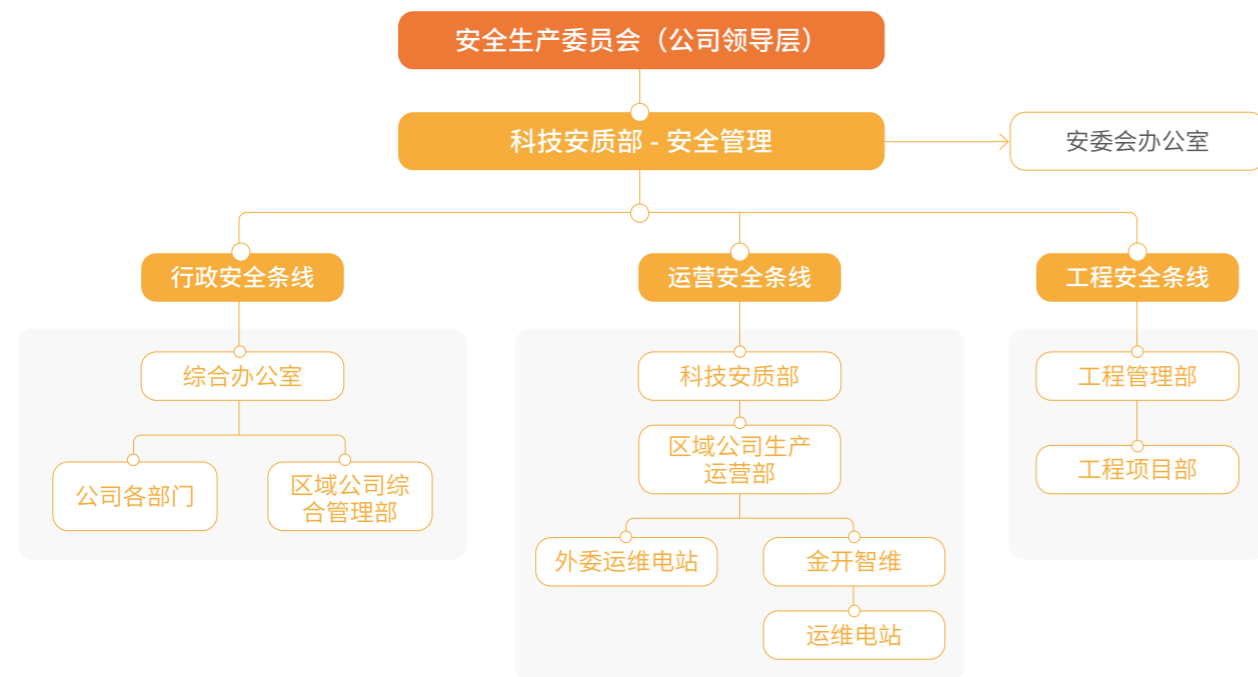 安全生产委员会（公司领导层）
科技安质部 - 安全管理
安委会办公室
行政安全条线
运营安全条线
工程安全条线
综合办公室
科技安质部
工程管理部
公司各部门
区域公司综
合管理部
区域公司生产
运营部
工程项目部
外委运维电站
金开智维
运维电站